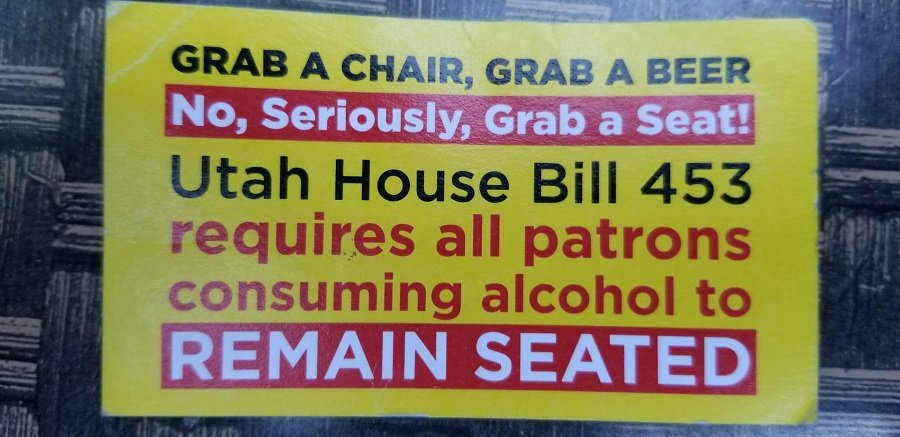 GRAB A CHAIR, GRAB A BEER
No, Seriously, Grab a Seat!
Utah House Bill 453
requires all patrons
consuming alcohol to
REMAIN SEATED